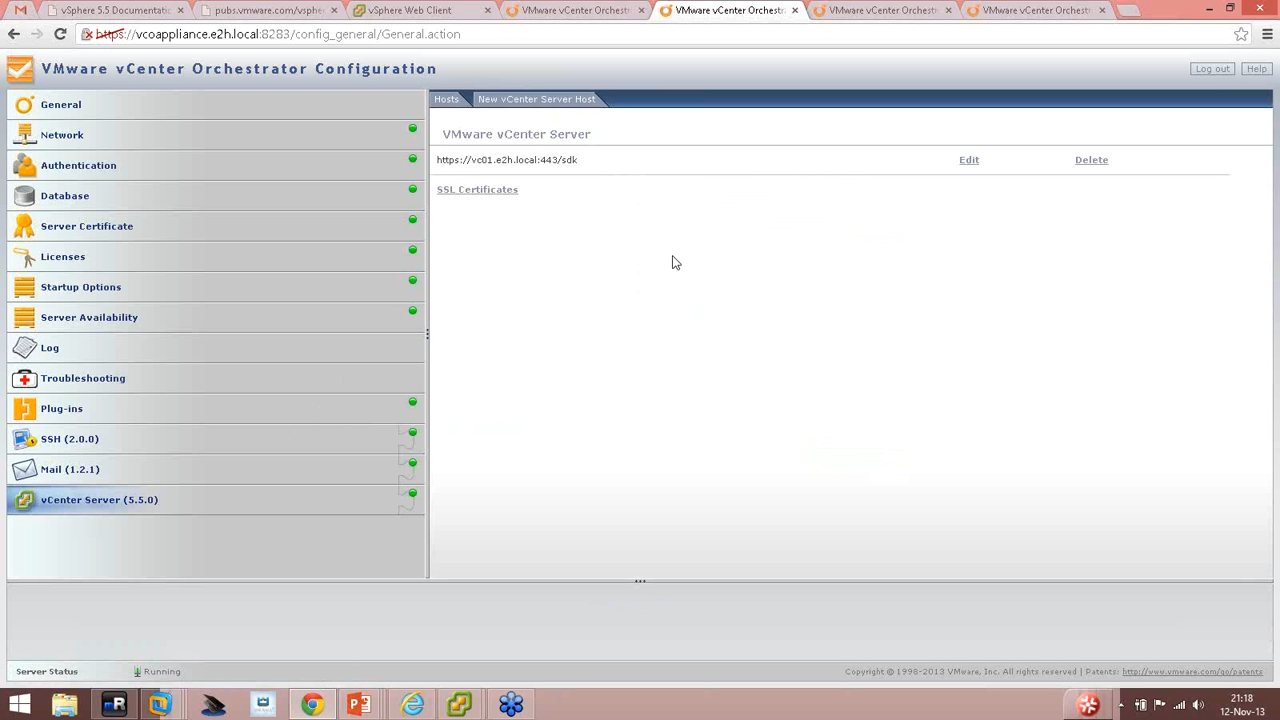 vSphere 5.5 Documentation
pubs.vmware.com/vsphe
vSphere Web Client
VMware vCenter Orchestr
VMware vCenter Orchestr
VMware vCenter Orchestr
VMware vCenter Orchestr
https://vcoappliance.e2h.local:8283/config_general/General.action
VMware vCenter Orchestrator Configuration
Log out
Help
General
Network
Authentication
Database
Server Certificate
Licenses
Startup Options
Server Availability
Log
Troubleshooting
Plug-ins
SSH (2.0.0)
Mail (1.2.1)
vCenter Server (5.5.0)
Hosts
New vCenter Server Host
VMware vCenter Server
https://vc01.e2h.local:443/sdk
Edit
Delete
SSL Certificates
Server Status
Running
Copyright © 1998-2013 VMware, Inc. All rights reserved | Patents: http://www.vmware.com/go/patents
21:18
12-Nov-13